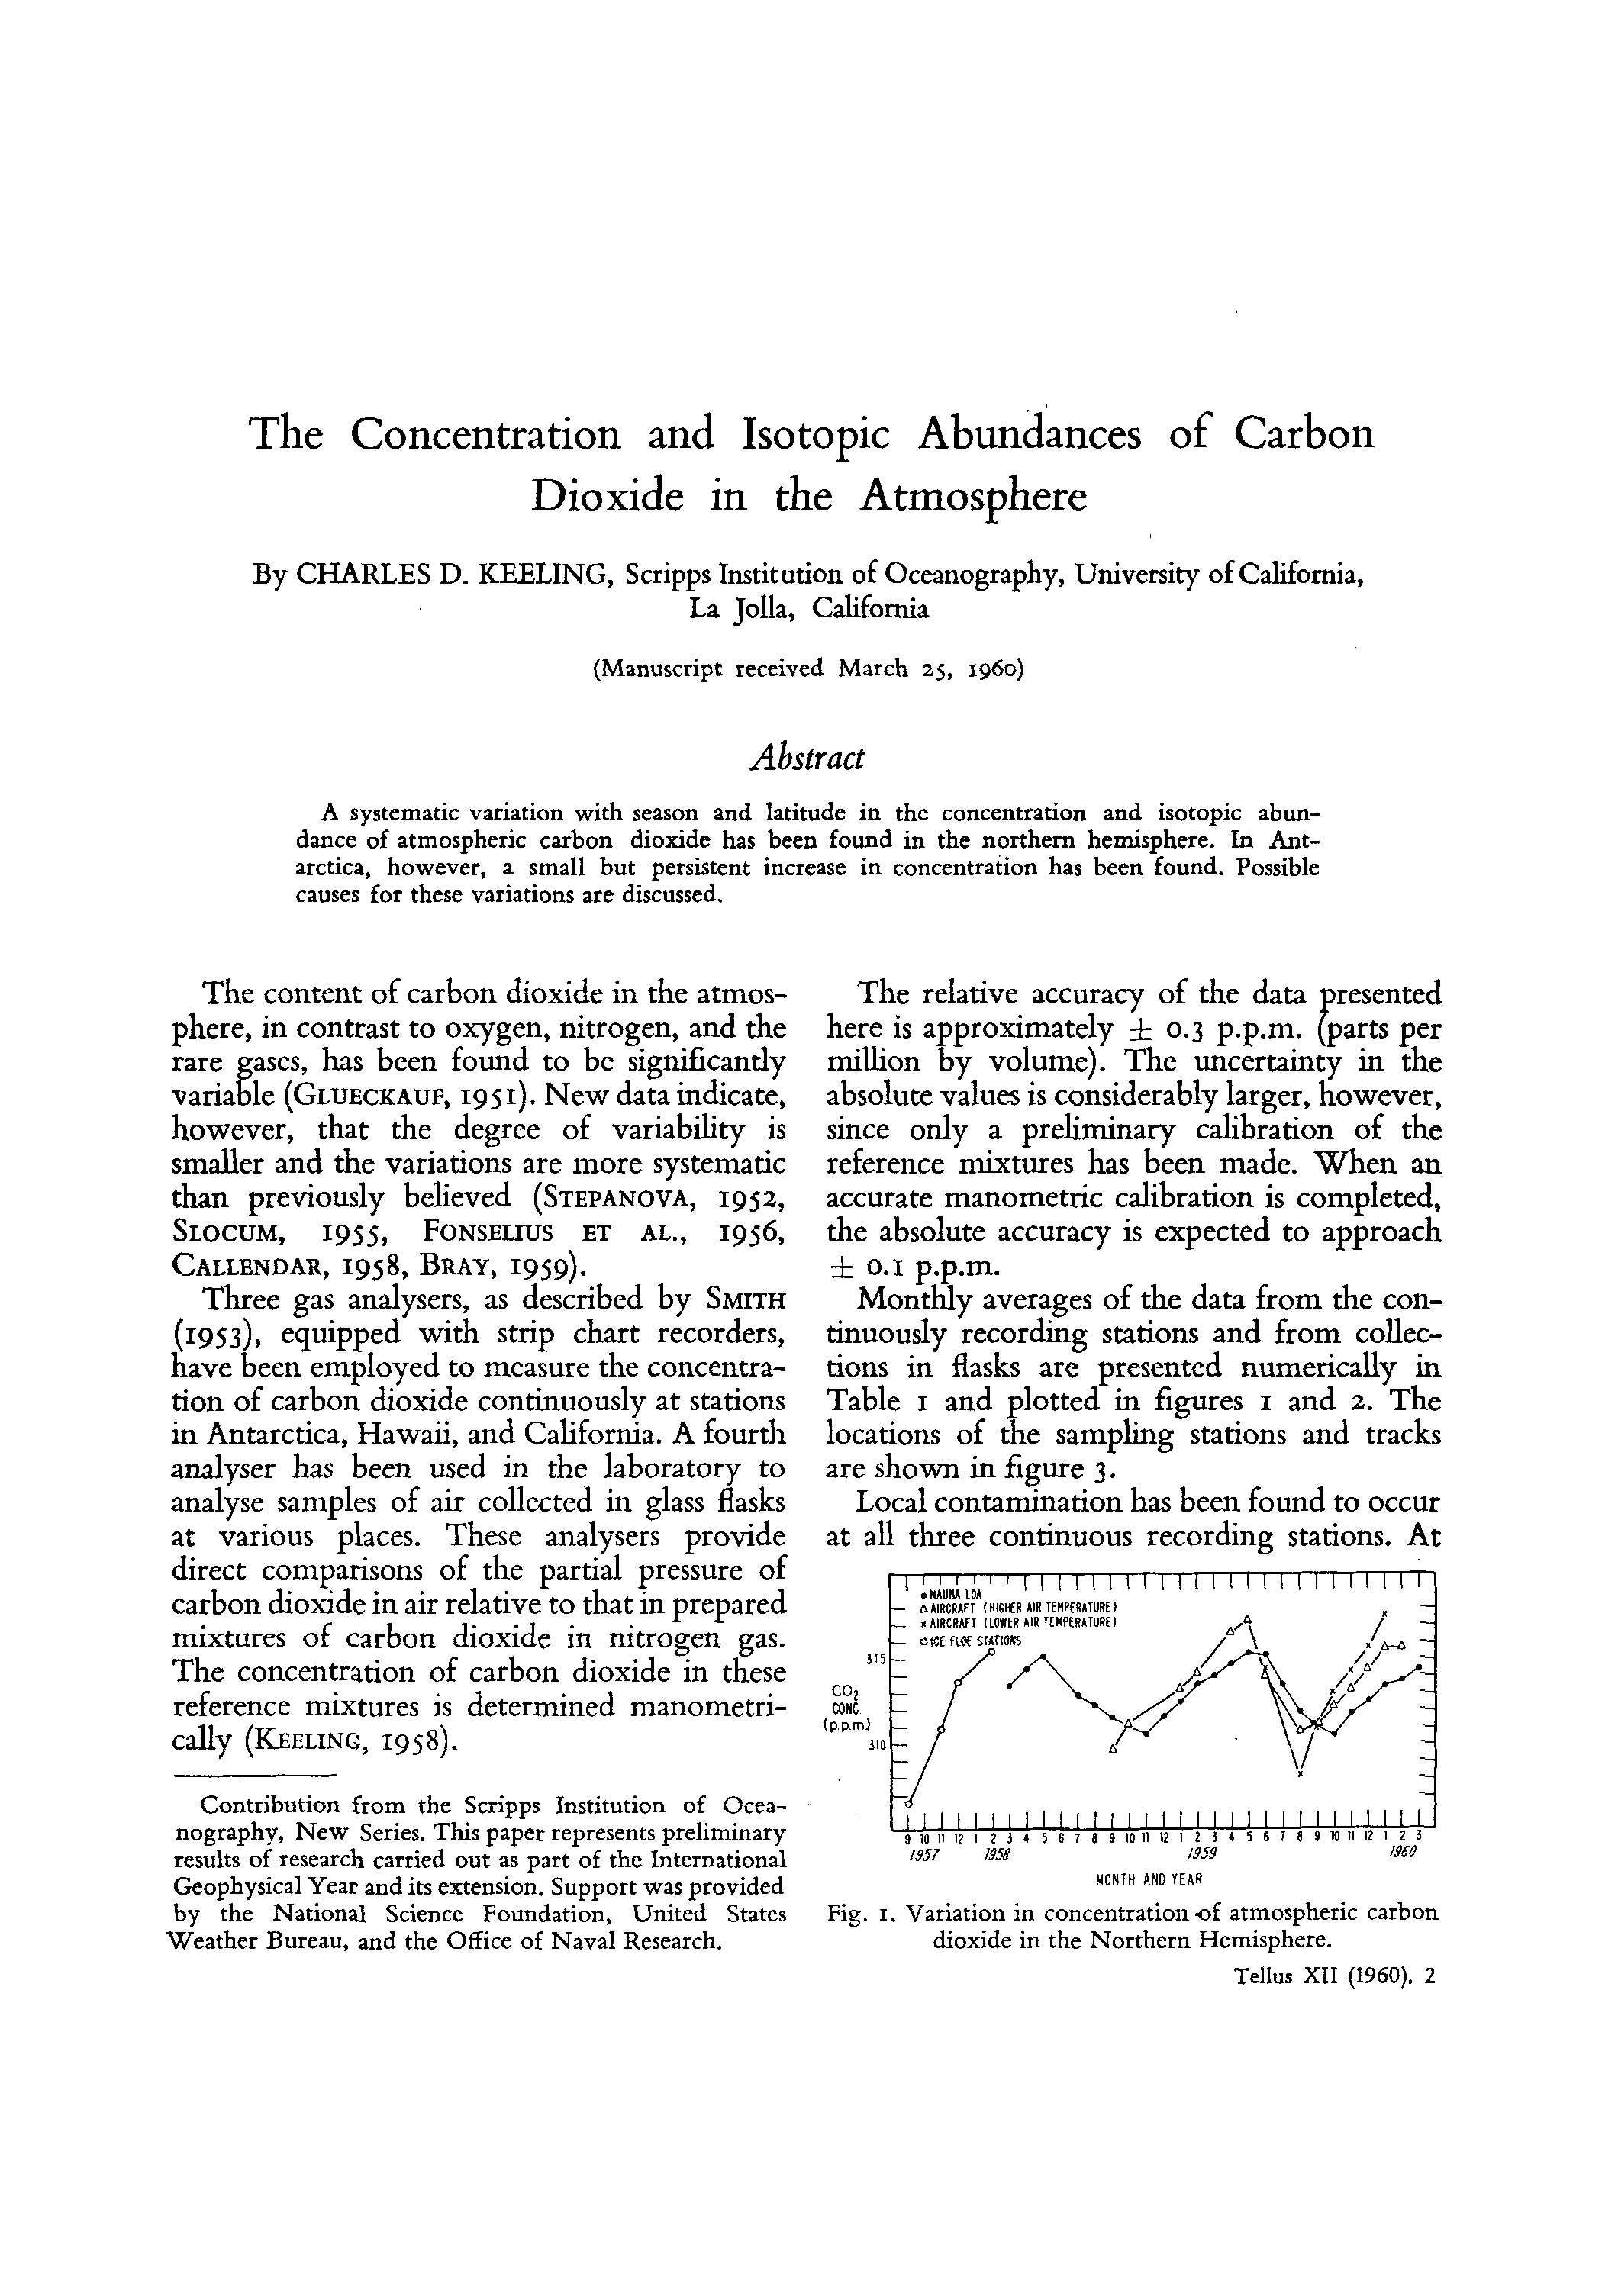 The Concentration and Isotopic Abundances of Carbon
Dioxide in the Atmosphere
By CHARLES D. KEELING, Scripps Institution of Oceanography, University of California,
La Jolla, California
(Manuscript received March 25, 1960)
Abstract
A systematic variation with season and latitude in the concentration and isotopic abun-
dance of atmospheric carbon dioxide has been found in the northern hemisphere. In Ant-
arctica, however, a small but persistent increase in concentration has been found. Possible
causes for these variations are discussed.
The content of carbon dioxide in the atmos-
phere, in contrast to oxygen, nitrogen, and the
rare gases, has been found to be significantly
variable (GLUECKAUF, 1951). New data indicate,
however, that the degree of variability is
smaller and the variations are more systematic
than previously believed (STEPANOVA, 1952,
SLOCUM, 1955, FONSELIUS ET AL., 1956,
CALLENDAR, 1958, BRAY, 1959).
Three gas analysers, as described by SMITH
(1953), equipped with strip chart recorders,
have been employed to measure the concentra-
tion of carbon dioxide continuously at stations
in Antarctica, Hawaii, and California. A fourth
analyser has been used in the laboratory to
analyse samples of air collected in glass flasks
at various places. These analysers provide
direct comparisons of the partial pressure of
carbon dioxide in air relative to that in prepared
mixtures of carbon dioxide in nitrogen gas.
The concentration of carbon dioxide in these
reference mixtures is determined manometri-
cally (KEELING, 1958).
Contribution from the Scripps Institution of Ocea-
nography, New Series. This paper represents preliminary
results of research carried out as part of the International
Geophysical Year and its extension. Support was provided
by the National Science Foundation, United States
Weather Bureau, and the Office of Naval Research.
The relative accuracy of the data presented
here is approximately ± 0.3 p.p.m. (parts per
million by volume). The uncertainty in the
absolute values is considerably larger, however,
since only a preliminary calibration of the
reference mixtures has been made. When an
accurate manometric calibration is completed,
the absolute accuracy is expected to approach
± 0.1 p.p.m.
Monthly averages of the data from the con-
tinuously recording stations and from collec-
tions in flasks are presented numerically in
Table 1 and plotted in figures 1 and 2. The
locations of the sampling stations and tracks
are shown in figure 3.
Local contamination has been found to occur
at all three continuous recording stations. At
• MAUNA LOA
△ AIRCRAFT (HIGHER AIR TEMPERATURE)
x AIRCRAFT (LOWER AIR TEMPERATURE)
○ ICE FLOE STATIONS
315
CO₂
CONC.
(p.p.m)
310
9 10 11 12 1 2 3 4 5 6 7 8 9 10 11 12 1 2 3 4 5 6 7 8 9 10 11 12 1 2 3
1957 1958 1959 1960
MONTH AND YEAR
Fig. 1. Variation in concentration of atmospheric carbon
dioxide in the Northern Hemisphere.
Tellus XII (1960), 2